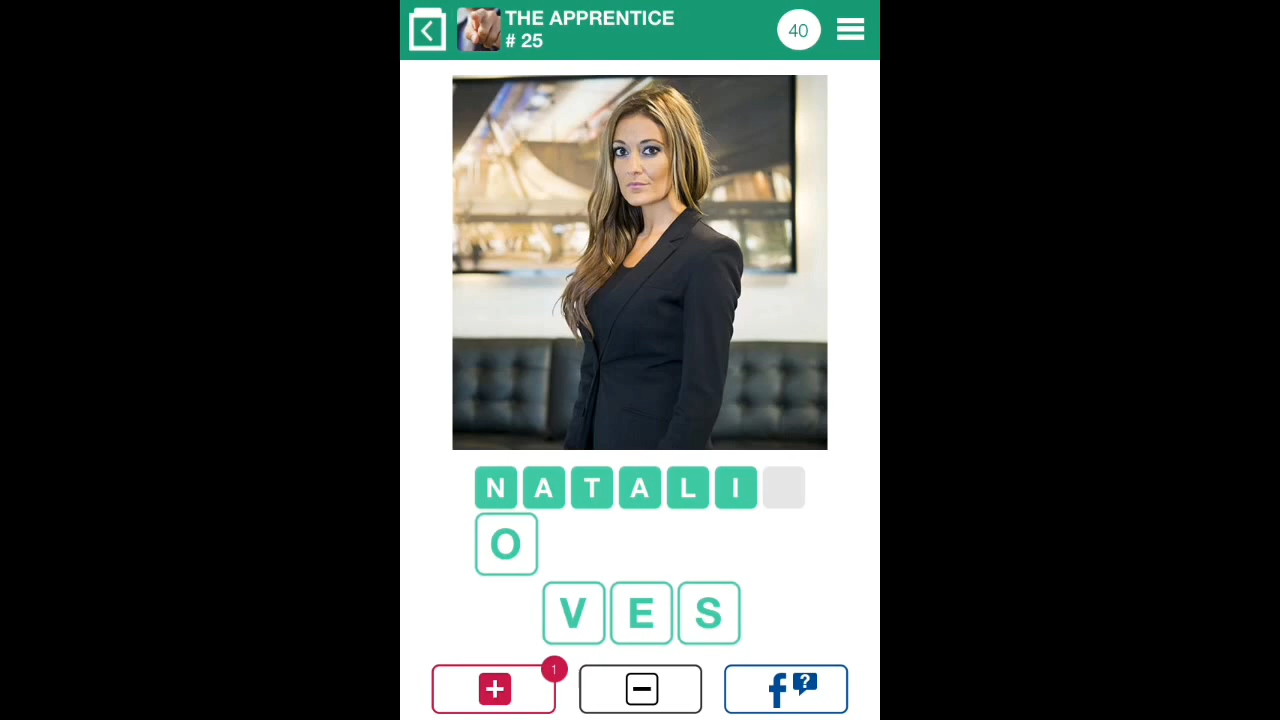 THE APPRENTICE
# 25
40
NATALI
O
VES
1
+
−
f ?